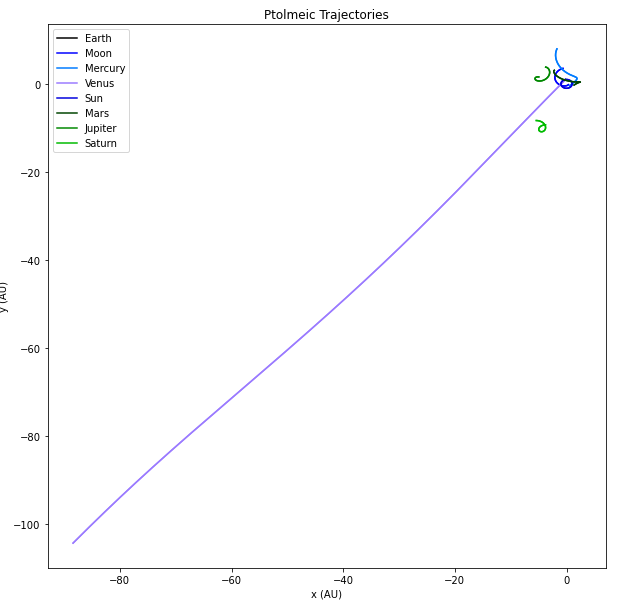 Ptolmeic Trajectories
Earth
Moon
Mercury
Venus
Sun
Mars
Jupiter
Saturn
0
−20
−40
−60
−80
−100
y (AU)
−80
−60
−40
−20
0
x (AU)